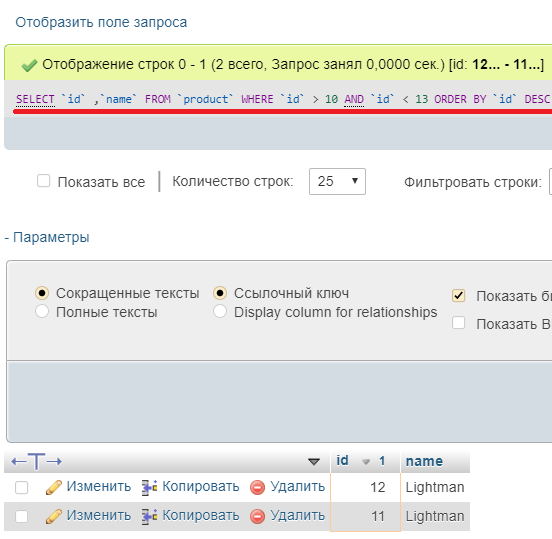 Отобразить поле запроса
Отображение строк 0 - 1 (2 всего, Запрос занял 0,0000 сек.) [id: 12... - 11...]
SELECT `id` ,`name` FROM `product` WHERE `id` > 10 AND `id` < 13 ORDER BY `id` DESC
Показать все Количество строк: 25 Фильтровать строки:
- Параметры
Сокращенные тексты Ссылочный ключ Показать б
Полные тексты Display column for relationships Показать В
←T→ id 1 name
Изменить Копировать Удалить 12 Lightman
Изменить Копировать Удалить 11 Lightman